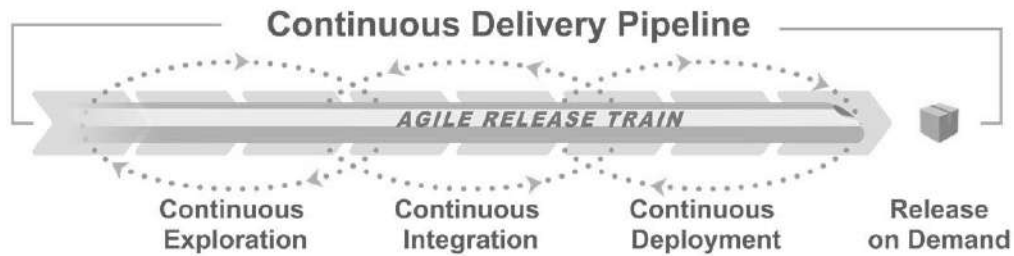 Continuous Delivery Pipeline
AGILE RELEASE TRAIN
Continuous
Exploration
Continuous
Integration
Continuous
Deployment
Release
on Demand